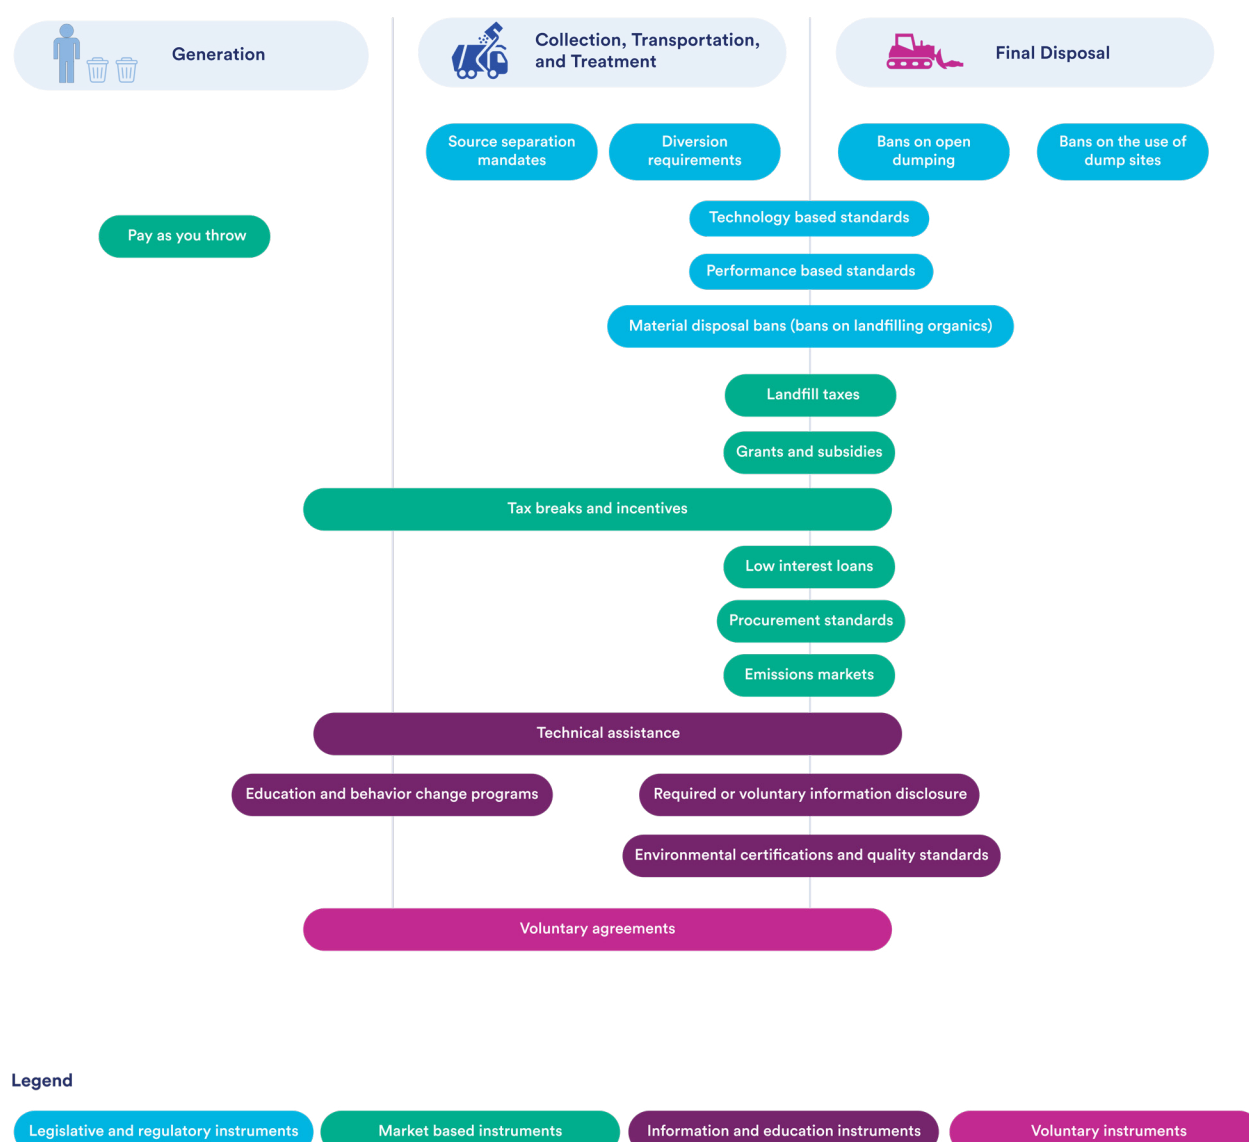 Generation
Collection, Transportation,
and Treatment
Final Disposal
Source separation
mandates
Diversion
requirements
Bans on open
dumping
Bans on the use of
dump sites
Technology based standards
Pay as you throw
Performance based standards
Material disposal bans (bans on landfilling organics)
Landfill taxes
Grants and subsidies
Tax breaks and incentives
Low interest loans
Procurement standards
Emissions markets
Technical assistance
Education and behavior change programs
Required or voluntary information disclosure
Environmental certifications and quality standards
Voluntary agreements
Legend
Legislative and regulatory instruments
Market based instruments
Information and education instruments
Voluntary instruments